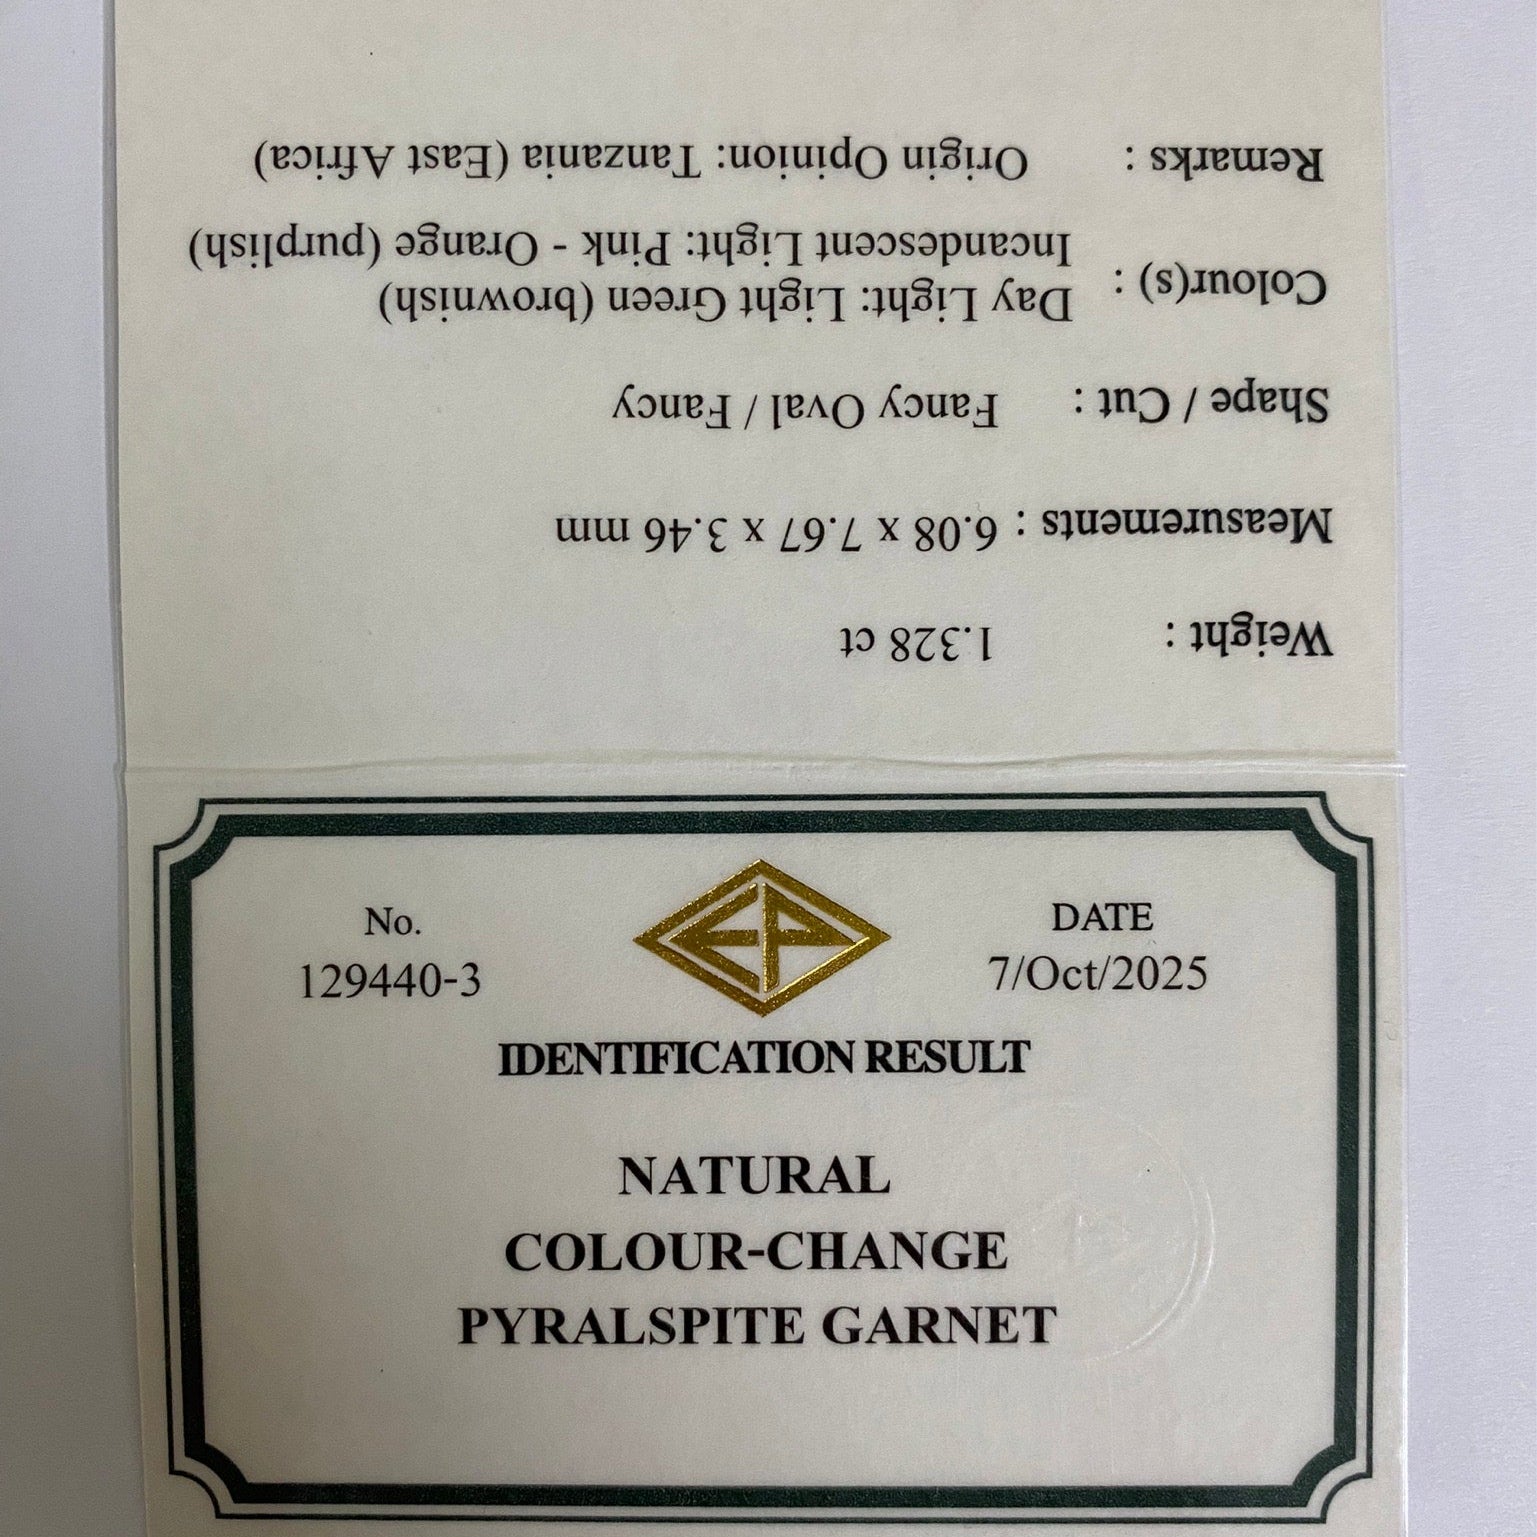 Weight : 1.328 ct
Measurements : 6.08 x 7.67 x 3.46 mm
Shape / Cut : Fancy Oval / Fancy
Colour(s) : Day Light: Light Green (brownish)
Incandescent Light: Pink - Orange (purplish)
Remarks : Origin Opinion: Tanzania (East Africa)
EP
No. DATE
129440-3 7/Oct/2025
IDENTIFICATION RESULT
NATURAL
COLOUR-CHANGE
PYRALSPITE GARNET